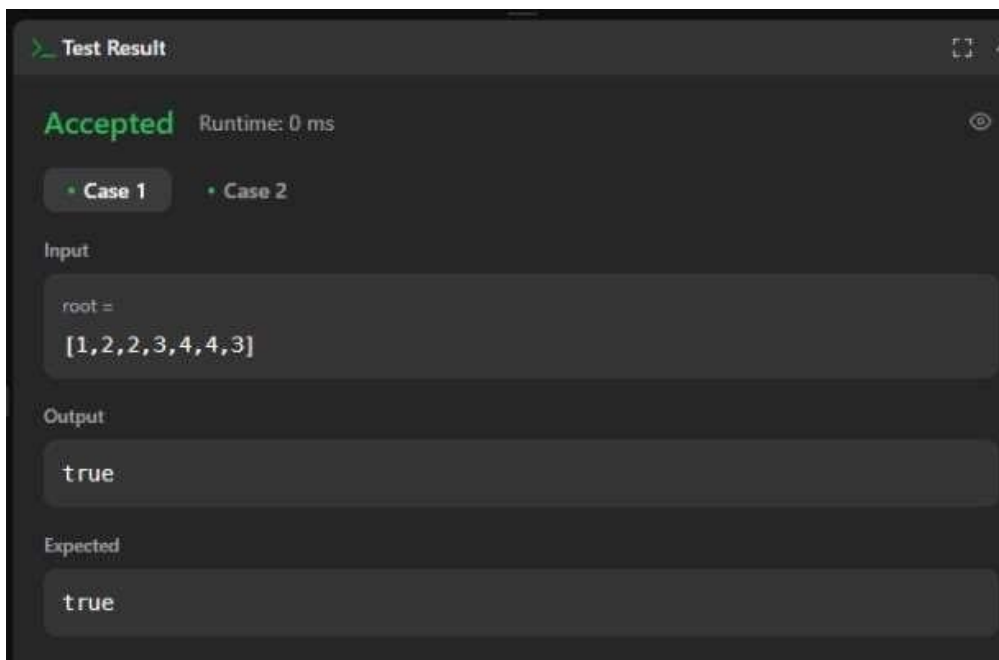 >_ Test Result
Accepted Runtime: 0 ms
• Case 1 • Case 2
Input
root =
[1,2,2,3,4,4,3]
Output
true
Expected
true